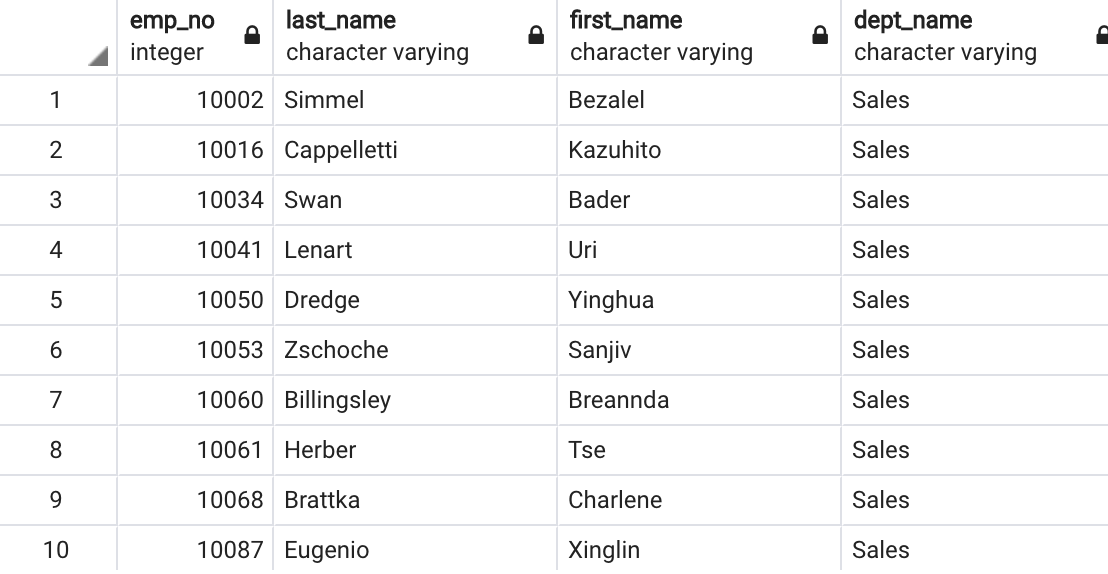 emp_no last_name first_name dept_name
integer character varying character varying character varying
1 10002 Simmel Bezalel Sales
2 10016 Cappelletti Kazuhito Sales
3 10034 Swan Bader Sales
4 10041 Lenart Uri Sales
5 10050 Dredge Yinghua Sales
6 10053 Zschoche Sanjiv Sales
7 10060 Billingsley Breannda Sales
8 10061 Herber Tse Sales
9 10068 Brattka Charlene Sales
10 10087 Eugenio Xinglin Sales